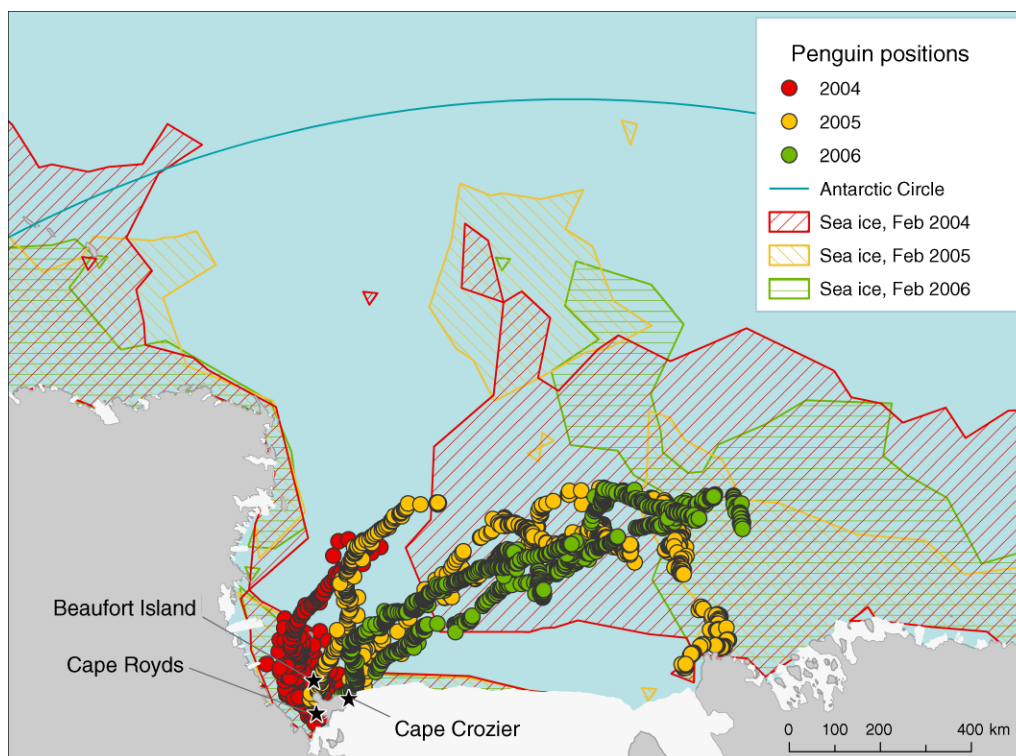 Penguin positions
2004
2005
2006
Antarctic Circle
Sea ice, Feb 2004
Sea ice, Feb 2005
Sea ice, Feb 2006
Beaufort Island
Cape Royds
Cape Crozier
0 100 200 400 km